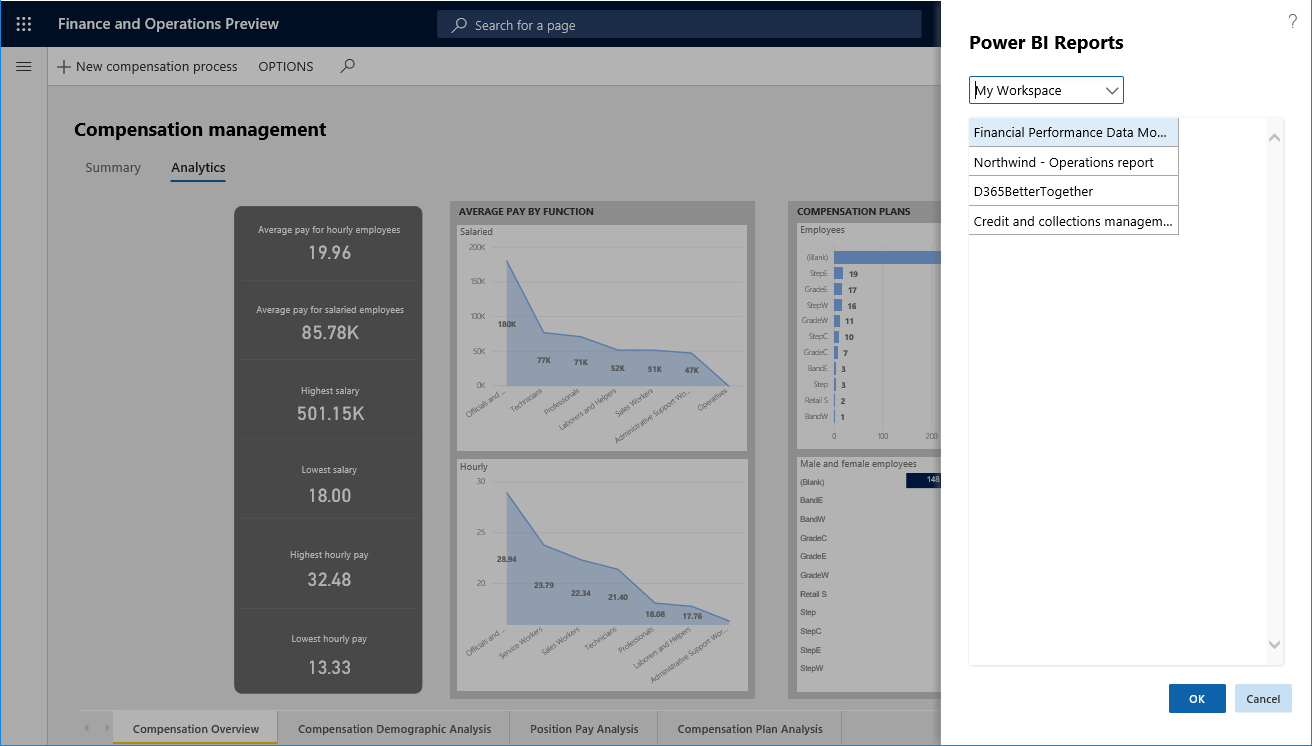 Finance and Operations Preview
Search for a page
?
New compensation process
OPTIONS
Compensation management
Summary
Analytics
Average pay for hourly employees
19.96
Average pay for salaried employees
85.78K
Highest salary
501.15K
Lowest salary
18.00
Highest hourly pay
32.48
Lowest hourly pay
13.33
AVERAGE PAY BY FUNCTION
Salaried
200K
150K
100K
50K
0K
180K
77K
71K
52K
51K
47K
Officials and ...
Technicians
Professionals
Laborers and Helpers
Sales Workers
Administrative Support Wo...
Operatives
Hourly
30
25
20
28.94
23.79
22.34
21.40
18.08
17.76
Officials and ...
Service Workers
Sales Workers
Technicians
Professionals
Laborers and Helpers
Administrative Support Wor...
COMPENSATION PLANS
Employees
(Blank)
StepE 19
GradeE 17
StepW 16
GradeW 11
StepC 10
GradeC 7
BandE 3
Step 3
Retail S 2
BandW 1
0 100 200
Male and female employees
(Blank) 148
BandE
BandW
GradeC
GradeE
GradeW
Retail S
Step
StepC
StepE
StepW
Compensation Overview
Compensation Demographic Analysis
Position Pay Analysis
Compensation Plan Analysis
Power BI Reports
My Workspace
Financial Performance Data Mo...
Northwind - Operations report
D365BetterTogether
Credit and collections managem...
OK
Cancel